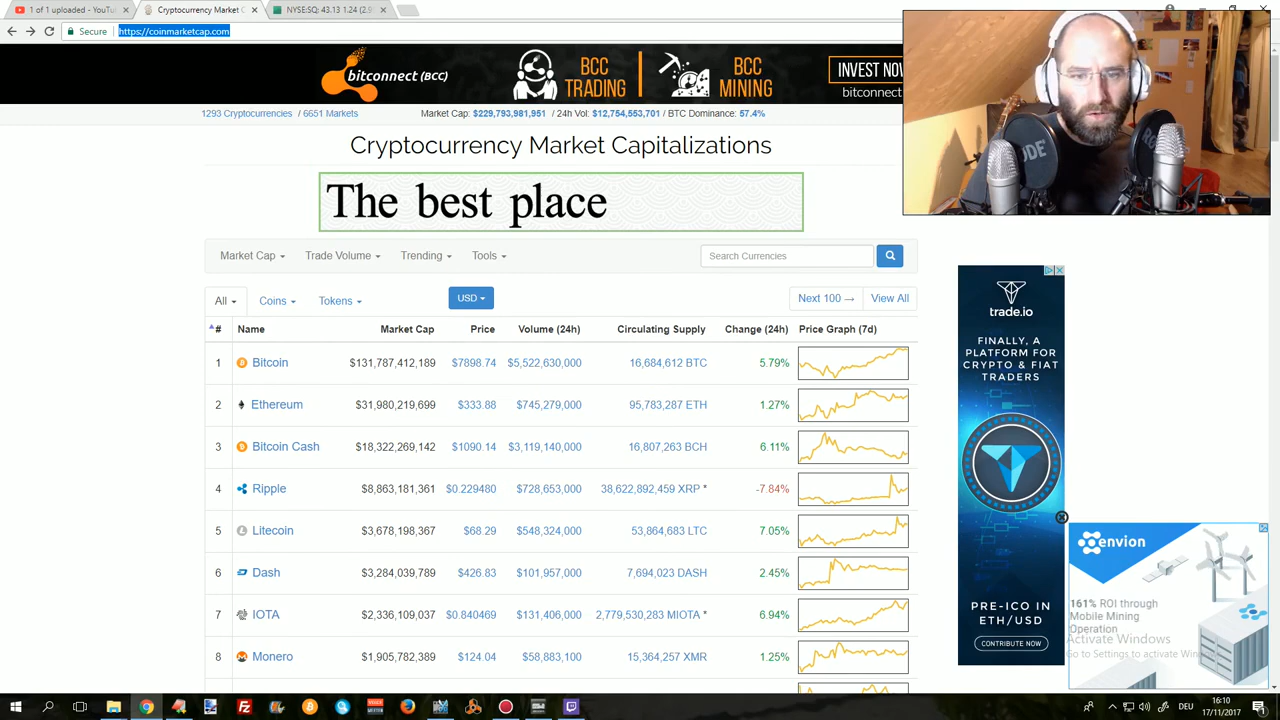 1 of 1 uploaded - YouTu
Cryptocurrency Market C
NYSE:SQ: 43.13 1.24 (2.9
Secure
https://coinmarketcap.com
bitconnect (BCC)
BCC TRADING
BCC MINING
INVEST NOW
bitconnect
1293 Cryptocurrencies / 6651 Markets
Market Cap: $229,793,981,951 / 24h Vol: $12,754,553,701 / BTC Dominance: 57.4%
Cryptocurrency Market Capitalizations
The best place
Market Cap
Trade Volume
Trending
Tools
Search Currencies
All
Coins
Tokens
USD
Next 100 →
View All
# Name Market Cap Price Volume (24h) Circulating Supply Change (24h) Price Graph (7d)
1 Bitcoin $131,787,412,189 $7898.74 $5,522,630,000 16,684,612 BTC 5.79%
2 Ethereum $31,980,219,699 $333.88 $745,279,000 95,783,287 ETH 1.27%
3 Bitcoin Cash $18,322,269,142 $1090.14 $3,119,140,000 16,807,263 BCH 6.11%
4 Ripple $8,863,181,361 $0.229480 $728,653,000 38,622,892,459 XRP * -7.84%
5 Litecoin $3,678,198,367 $68.29 $548,324,000 53,864,683 LTC 7.05%
6 Dash $3,284,039,789 $426.83 $101,957,000 7,694,023 DASH 2.45%
7 IOTA $0.840469 $131,406,000 2,779,530,283 MIOTA * 6.94%
8 Monero $124.04 $58,883,100 15,364,257 XMR 1.25%
trade.io
FINALLY, A
PLATFORM FOR
CRYPTO & FIAT
TRADERS
PRE-ICO IN
ETH/USD
CONTRIBUTE NOW
envion
161% ROI through
Mobile Mining
Operation
Activate Windows
Go to Settings to activate
DEU
16:10
17/11/2017